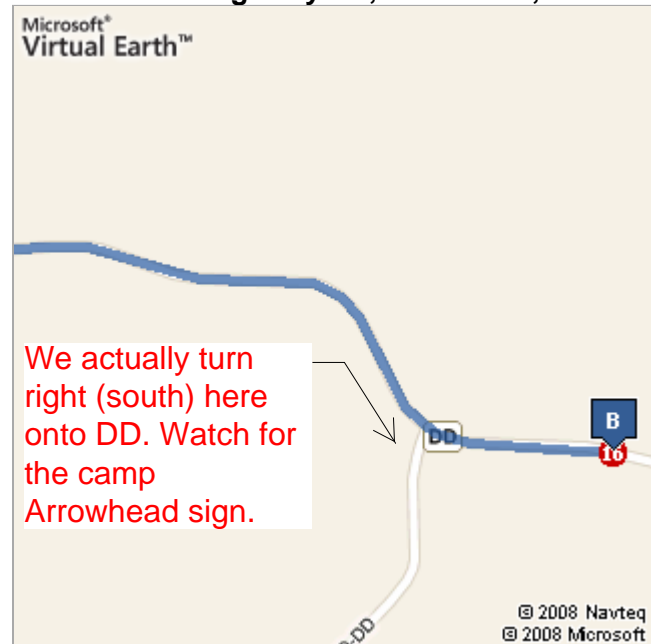 Microsoft®
Virtual Earth™
We actually turn
right (south) here
onto DD. Watch for
the camp
Arrowhead sign.
DD
B
16
-DD
© 2008 Navteq
© 2008 Microsoft